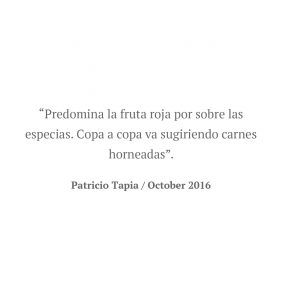 “Predomina la fruta roja por sobre las
especias. Copa a copa va sugiriendo carnes
horneadas”.
Patricio Tapia / October 2016